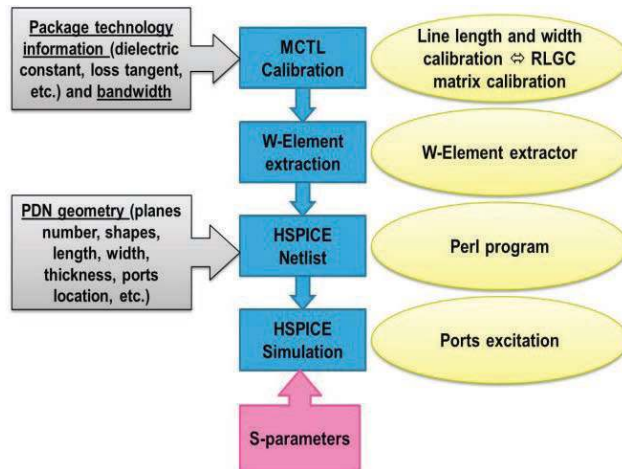 Package technology
information (dielectric
constant, loss tangent,
etc.) and bandwidth
MCTL
Calibration
Line length and width
calibration ⇔ RLGC
matrix calibration
W-Element
extraction
W-Element extractor
PDN geometry (planes
number, shapes,
length, width,
thickness, ports
location, etc.)
HSPICE
Netlist
Perl program
HSPICE
Simulation
Ports excitation
S-parameters